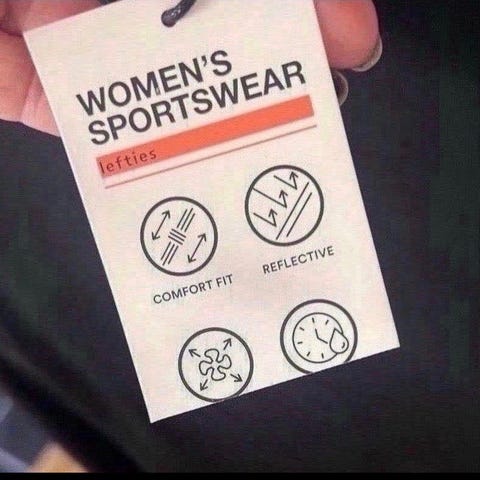 WOMEN'S
SPORTSWEAR
lefties
COMFORT FIT
REFLECTIVE